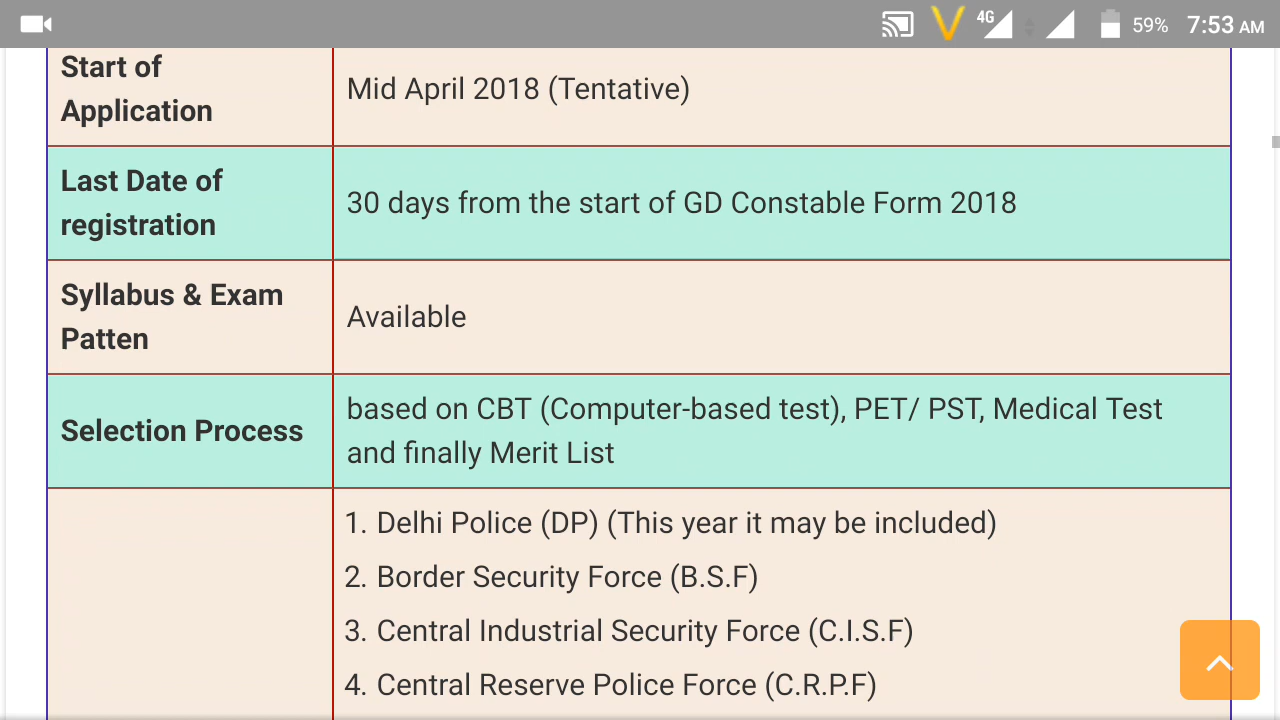 4G 59% 7:53 AM
Start of
Application
Mid April 2018 (Tentative)
Last Date of
registration
30 days from the start of GD Constable Form 2018
Syllabus & Exam
Patten
Available
Selection Process
based on CBT (Computer-based test), PET/ PST, Medical Test
and finally Merit List
1. Delhi Police (DP) (This year it may be included)
2. Border Security Force (B.S.F)
3. Central Industrial Security Force (C.I.S.F)
4. Central Reserve Police Force (C.R.P.F)